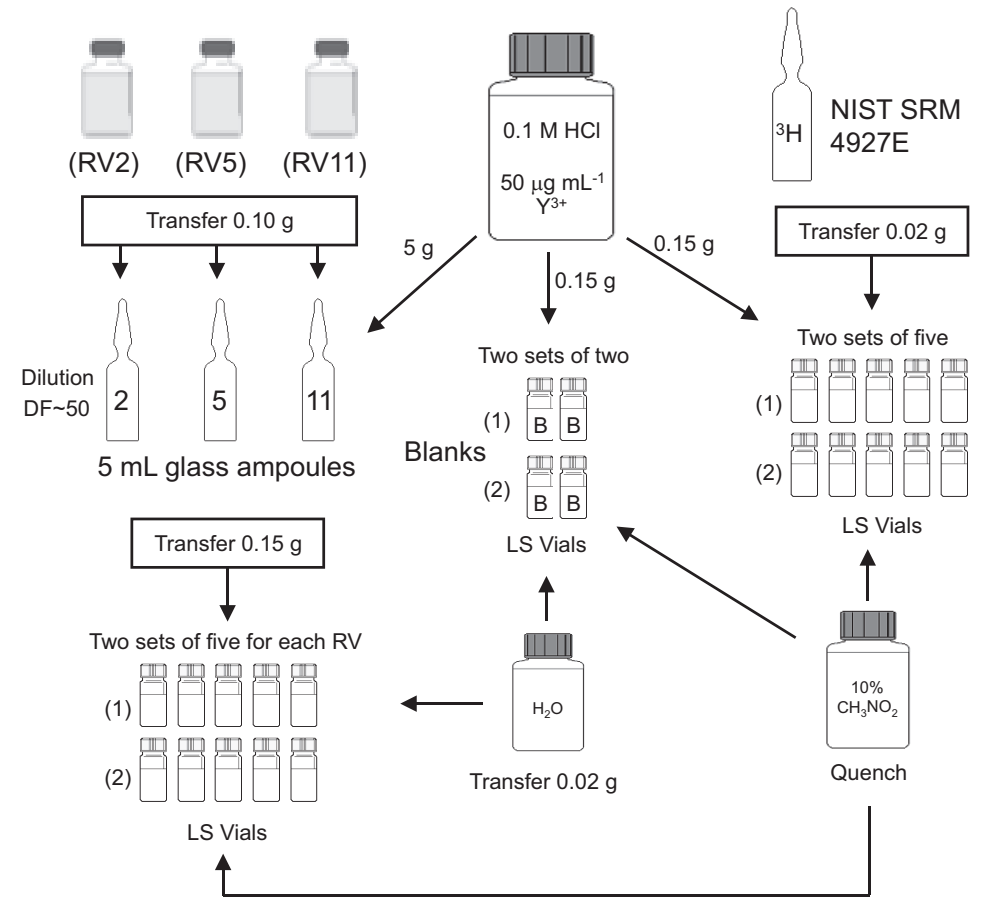 (RV2)
(RV5)
(RV11)
Transfer 0.10 g
0.1 M HCl
50 μg mL⁻¹
Y³⁺
³H
NIST SRM
4927E
Transfer 0.02 g
5 g
0.15 g
0.15 g
Dilution
DF~50
2
5
11
5 mL glass ampoules
Two sets of two
(1)
B B
Blanks
(2)
B B
LS Vials
Two sets of five
(1)
(2)
LS Vials
Transfer 0.15 g
Two sets of five for each RV
(1)
(2)
LS Vials
H₂O
Transfer 0.02 g
10%
CH₃NO₂
Quench